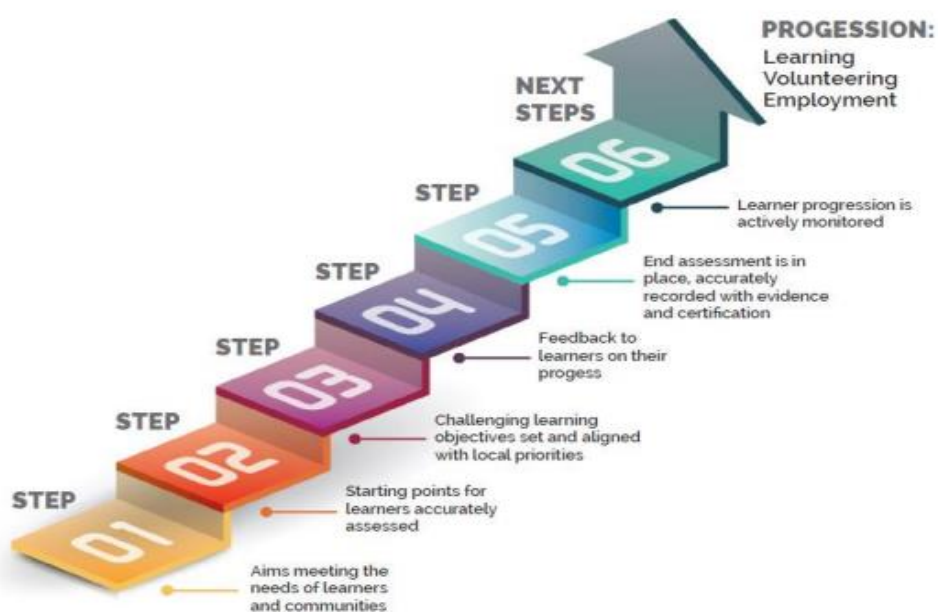 PROGESSION:
Learning
Volunteering
Employment
NEXT
STEPS
06
Learner progression is
actively monitored
STEP
05
End assessment is in
place, accurately
recorded with evidence
and certification
STEP
04
Feedback to
learners on their
progess
STEP
03
Challenging learning
objectives set and aligned
with local priorities
STEP
02
Starting points for
learners accurately
assessed
STEP
01
Aims meeting the
needs of learners
and communities